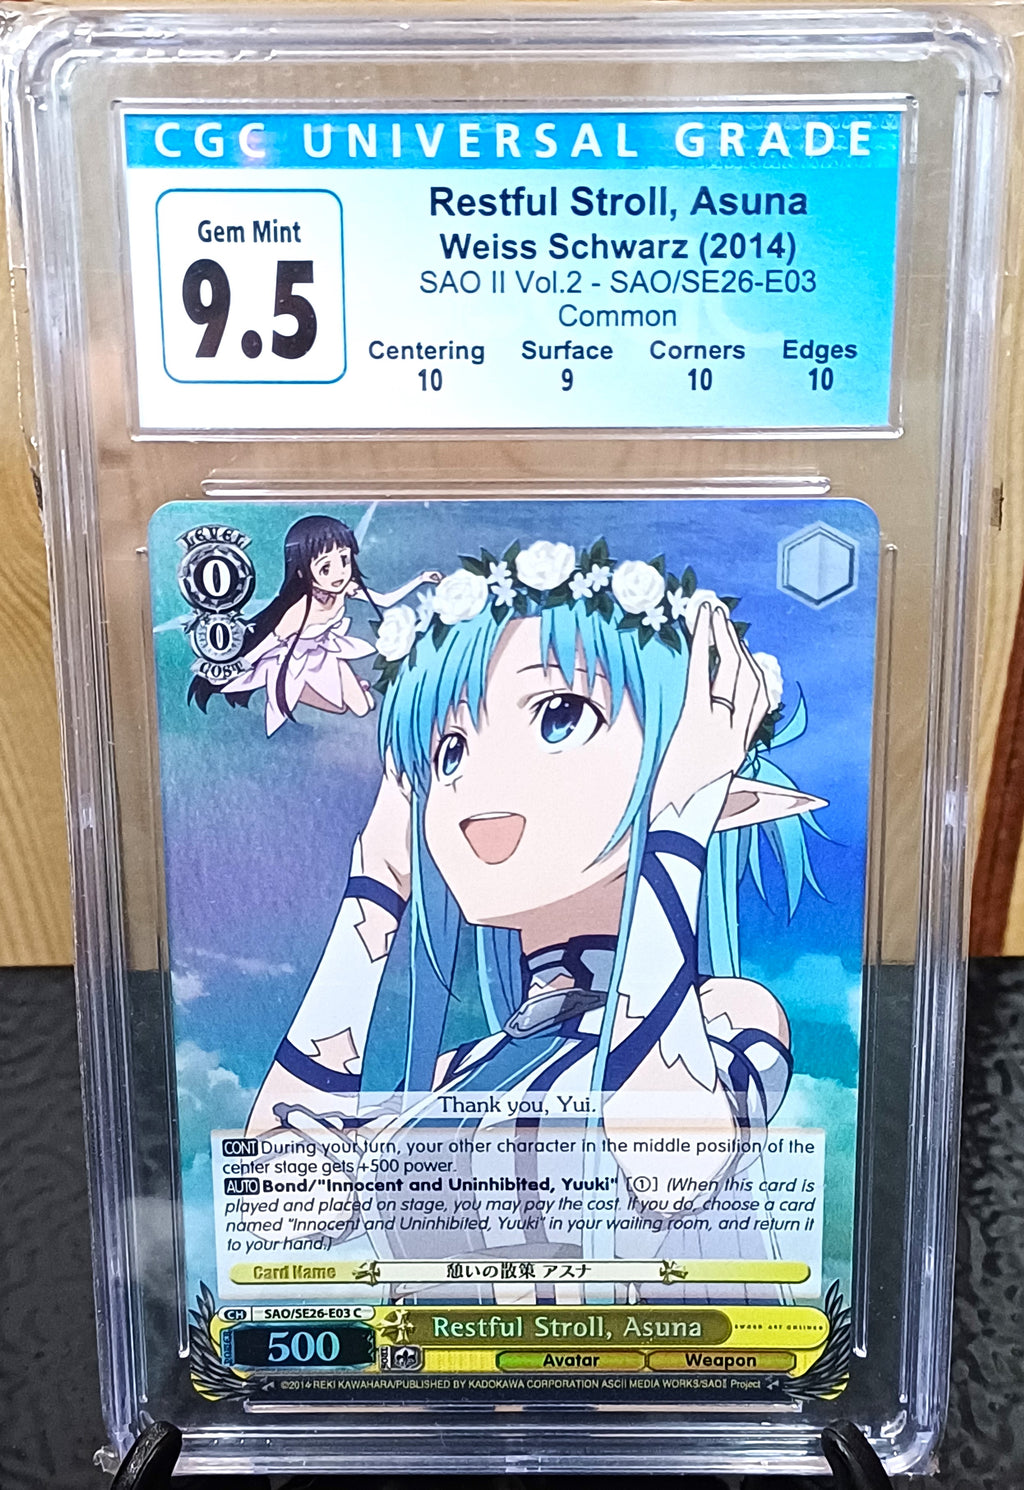 CGC UNIVERSAL GRADE
Gem Mint
9.5
Restful Stroll, Asuna
Weiss Schwarz (2014)
SAO II Vol.2 - SAO/SE26-E03
Common
Centering Surface Corners Edges
10 9 10 10
LEVEL
0
0
COST
Thank you, Yui.
CONT During your turn, your other character in the middle position of the
center stage gets +500 power.
AUTO Bond/"Innocent and Uninhibited, Yuuki" [①] (When this card is
played and placed on stage, you may pay the cost. If you do, choose a card
named "Innocent and Uninhibited, Yuuki" in your waiting room, and return it
to your hand.)
Card Name 憩いの散策 アスナ
CH SAO/SE26-E03 C
POWER 500 SOUL Restful Stroll, Asuna SWORD ART ONLINE II
Avatar Weapon
©2014 REKI KAWAHARA/PUBLISHED BY KADOKAWA CORPORATION ASCII MEDIA WORKS/SAOⅡ Project